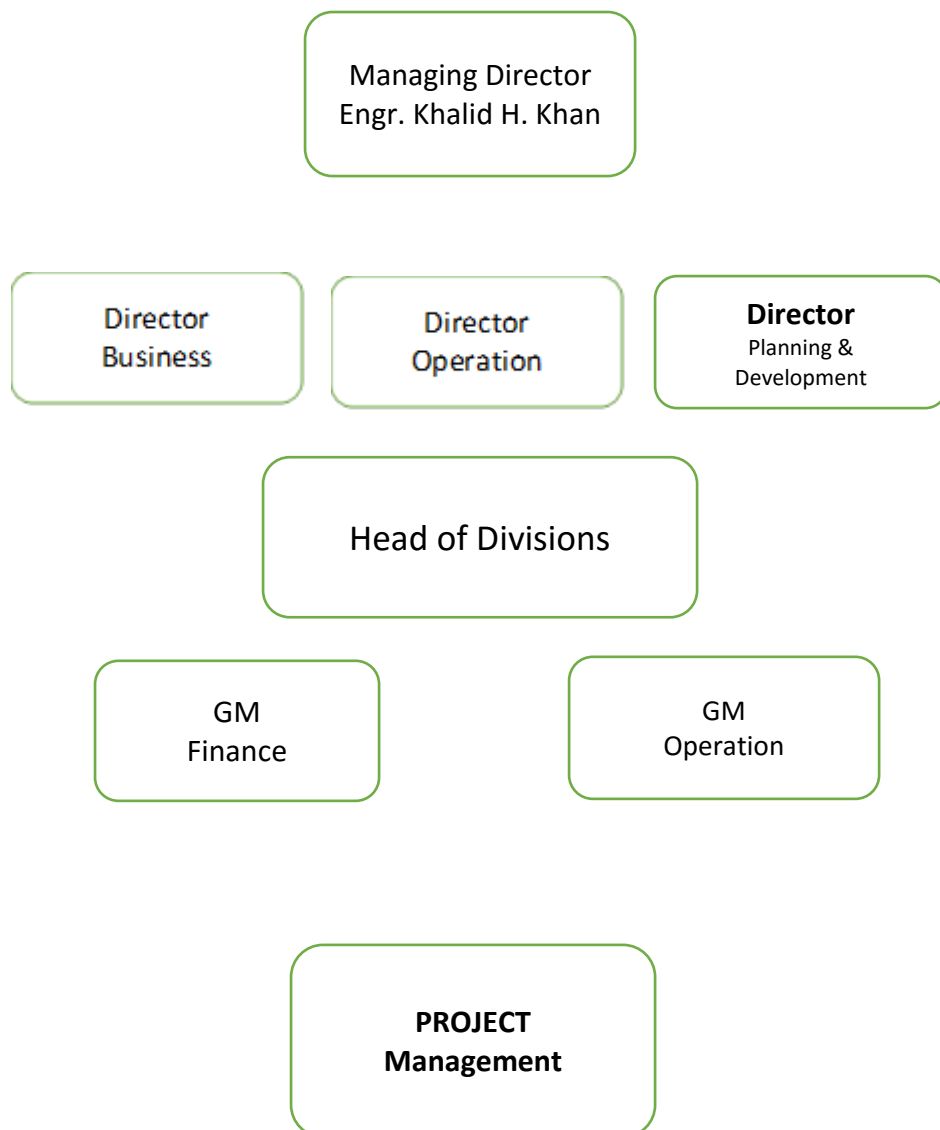 Managing Director
Engr. Khalid H. Khan
Director
Business
Director
Operation
Director
Planning &
Development
Head of Divisions
GM
Finance
GM
Operation
PROJECT
Management